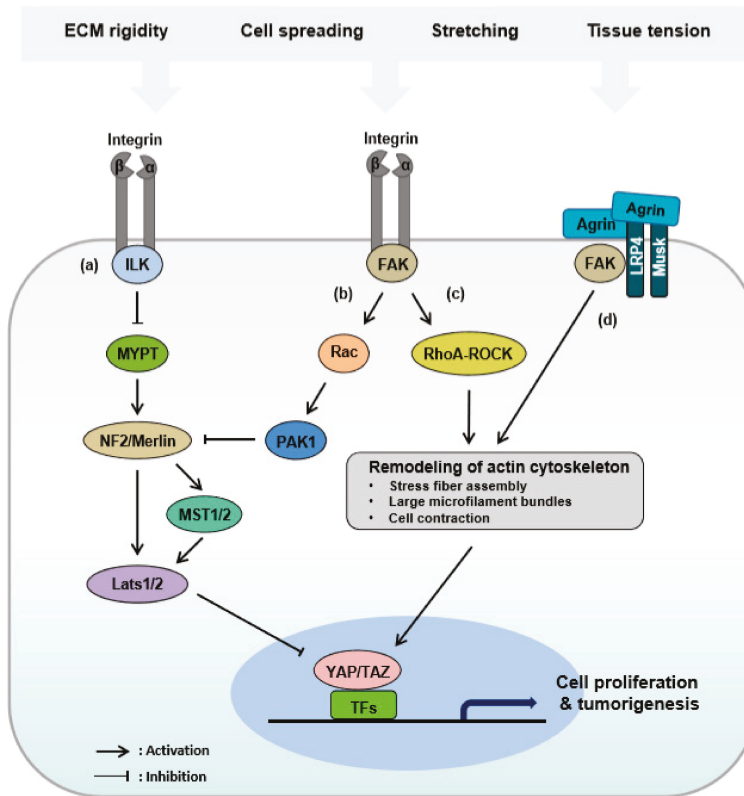 ECM rigidity Cell spreading Stretching Tissue tension
Integrin Integrin
β α β α
Agrin
Agrin
(a) ILK FAK FAK LRP4 Musk
(b) (c)
(d)
MYPT Rac RhoA-ROCK
NF2/Merlin PAK1
Remodeling of actin cytoskeleton
• Stress fiber assembly
• Large microfilament bundles
• Cell contraction
MST1/2
Lats1/2
YAP/TAZ
TFs
Cell proliferation
& tumorigenesis
: Activation
: Inhibition